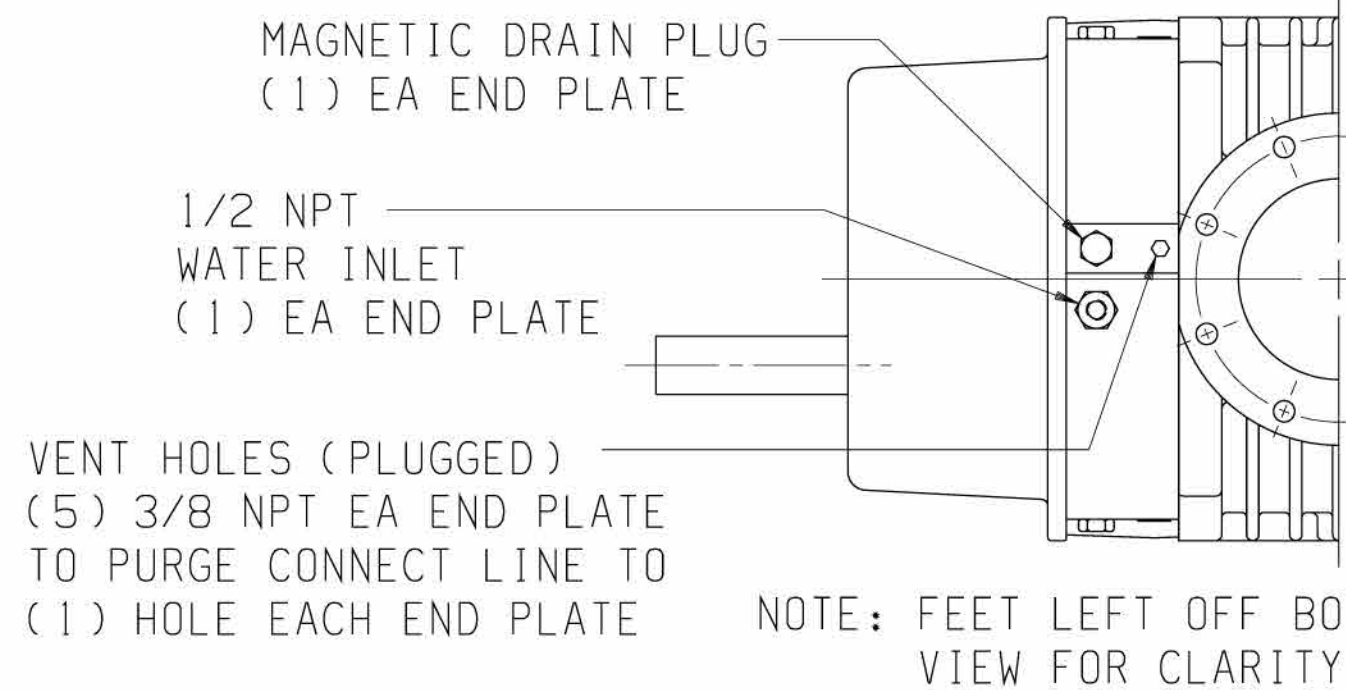 MAGNETIC DRAIN PLUG
(1) EA END PLATE
1/2 NPT
WATER INLET
(1) EA END PLATE
VENT HOLES (PLUGGED)
(5) 3/8 NPT EA END PLATE
TO PURGE CONNECT LINE TO
(1) HOLE EACH END PLATE
NOTE: FEET LEFT OFF BO
VIEW FOR CLARITY